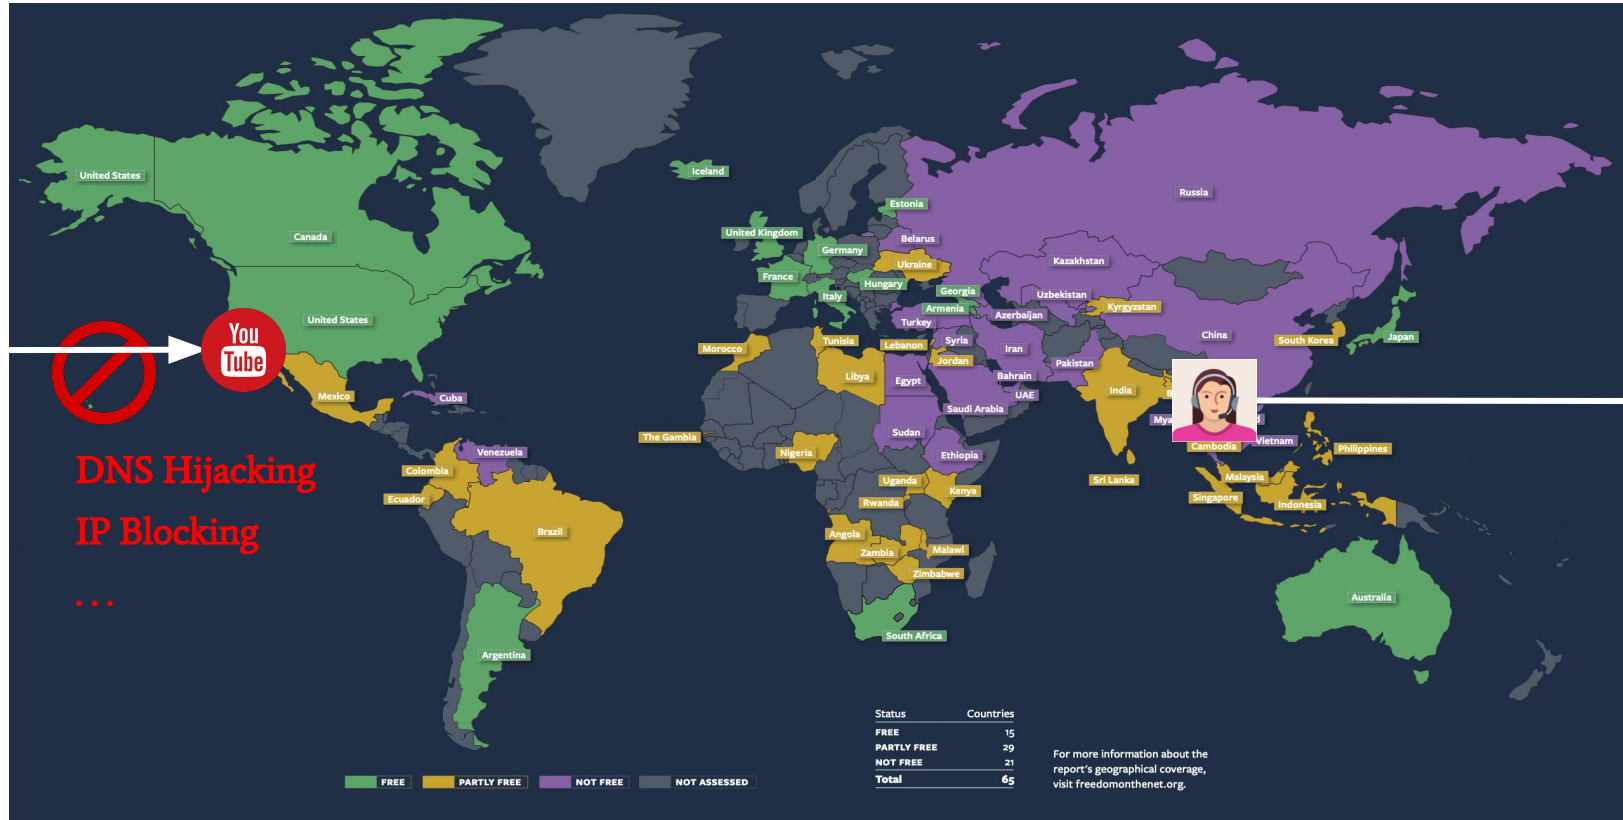 United States
Canada
United States
Iceland
Estonia
United Kingdom
Germany
Belarus
Ukraine
France
Hungary
Italy
Georgia
Armenia
Turkey
Azerbaijan
Russia
Kazakhstan
Uzbekistan
Kyrgyzstan
China
South Korea
Japan
Morocco
Tunisia
Lebanon
Syria
Jordan
Iran
Pakistan
Libya
Egypt
Bahrain
UAE
Saudi Arabia
India
Mya
Vietnam
Cambodia
Philippines
Sri Lanka
Malaysia
Singapore
Indonesia
The Gambia
Nigeria
Sudan
Ethiopia
Uganda
Kenya
Rwanda
Angola
Zambia
Malawi
Zimbabwe
South Africa
Australia
You
Tube
Mexico
Cuba
Venezuela
Colombia
Ecuador
Brazil
Argentina
DNS Hijacking
IP Blocking
...
Status Countries
FREE 15
PARTLY FREE 29
NOT FREE 21
Total 65
For more information about the
report's geographical coverage,
visit freedomonthenet.org.
FREE PARTLY FREE NOT FREE NOT ASSESSED